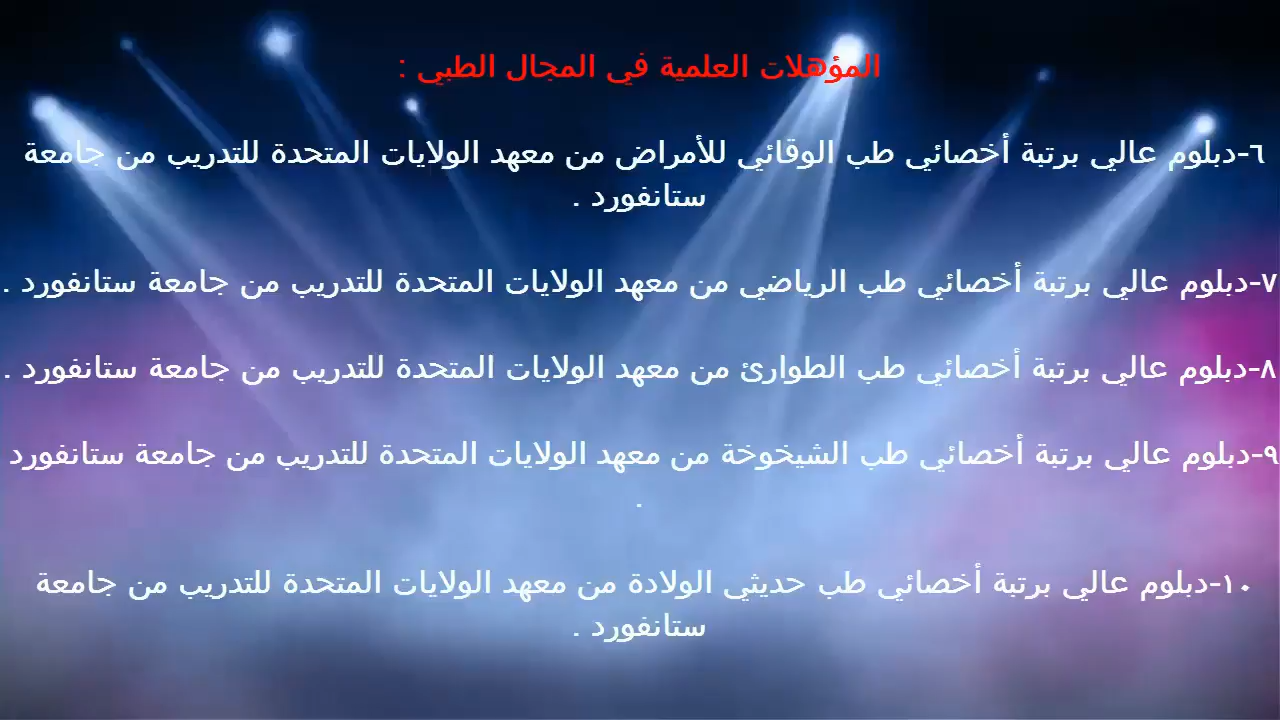 المؤهلات العلمية في المجال الطبي :
٦-دبلوم عالي برتبة أخصائي طب الوقائي للأمراض من معهد الولايات المتحدة للتدريب من جامعة
ستانفورد .
٧-دبلوم عالي برتبة أخصائي طب الرياضي من معهد الولايات المتحدة للتدريب من جامعة ستانفورد .
٨-دبلوم عالي برتبة أخصائي طب الطوارئ من معهد الولايات المتحدة للتدريب من جامعة ستانفورد .
٩-دبلوم عالي برتبة أخصائي طب الشيخوخة من معهد الولايات المتحدة للتدريب من جامعة ستانفورد
.
١٠-دبلوم عالي برتبة أخصائي طب حديثي الولادة من معهد الولايات المتحدة للتدريب من جامعة
ستانفورد .